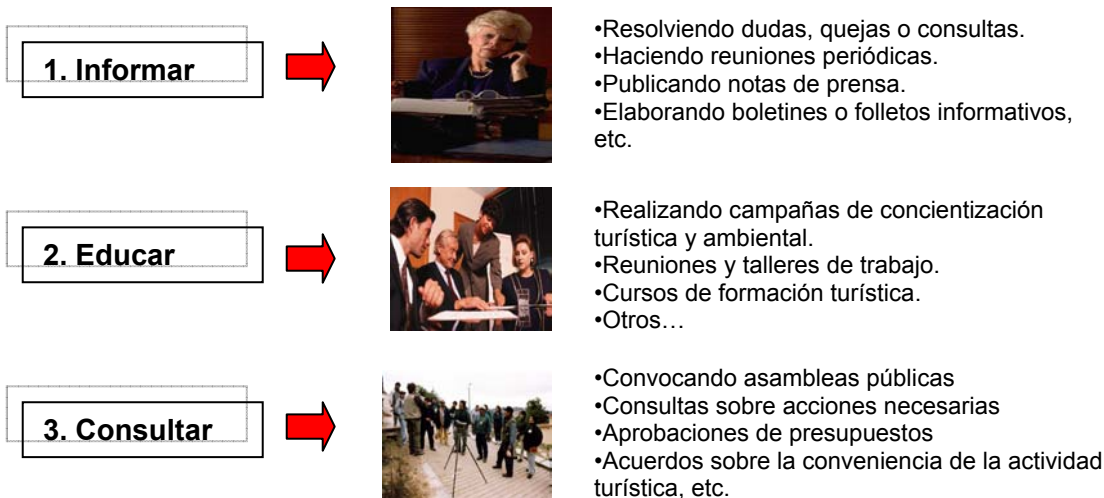 1. Informar
•Resolviendo dudas, quejas o consultas.
•Haciendo reuniones periódicas.
•Publicando notas de prensa.
•Elaborando boletines o folletos informativos,
etc.
2. Educar
•Realizando campañas de concientización
turística y ambiental.
•Reuniones y talleres de trabajo.
•Cursos de formación turística.
•Otros…
3. Consultar
•Convocando asambleas públicas
•Consultas sobre acciones necesarias
•Aprobaciones de presupuestos
•Acuerdos sobre la conveniencia de la actividad
turística, etc.